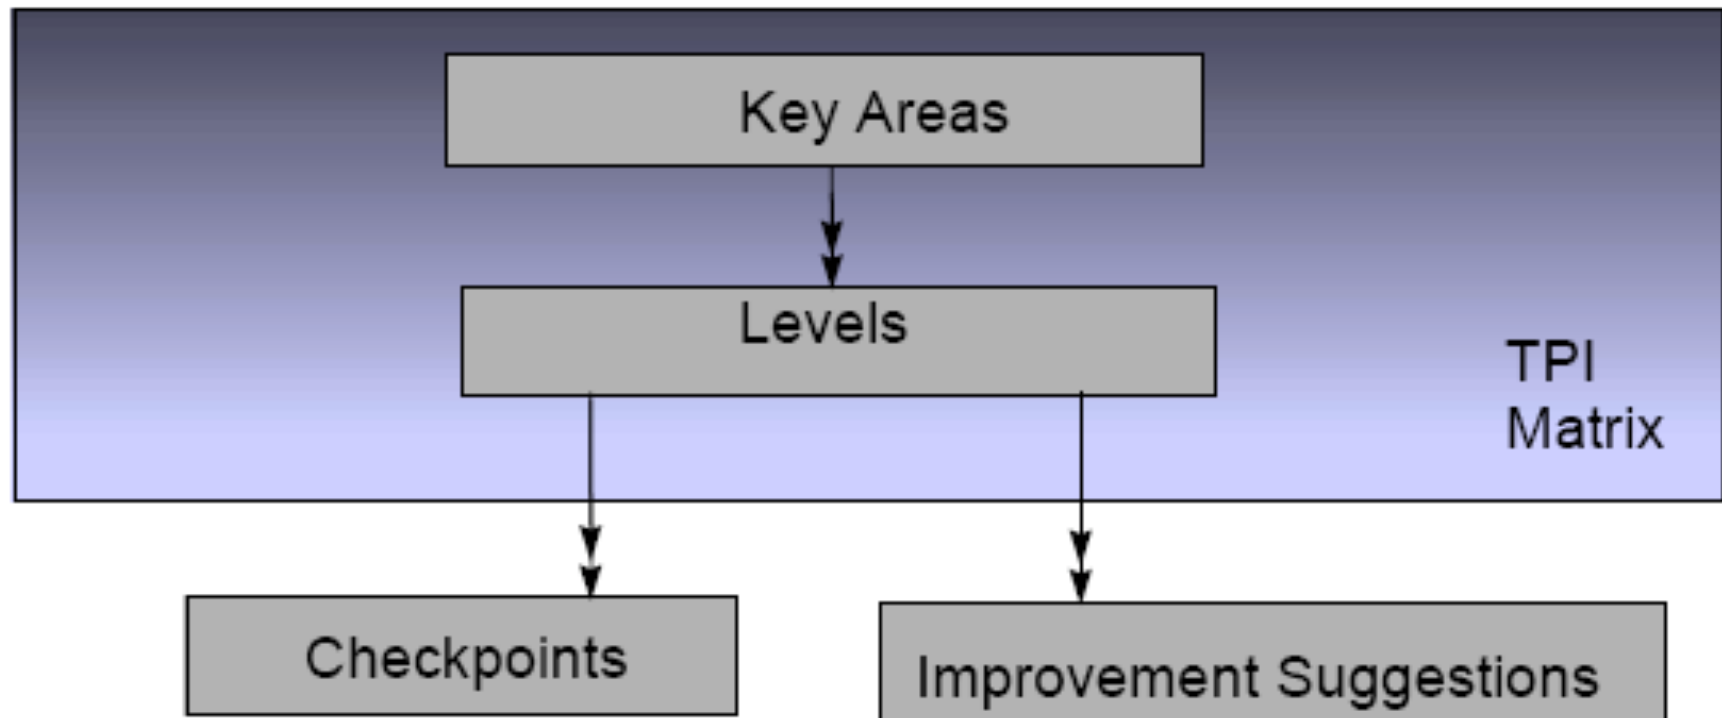 Key Areas
Levels
TPI
Matrix
Checkpoints
Improvement Suggestions